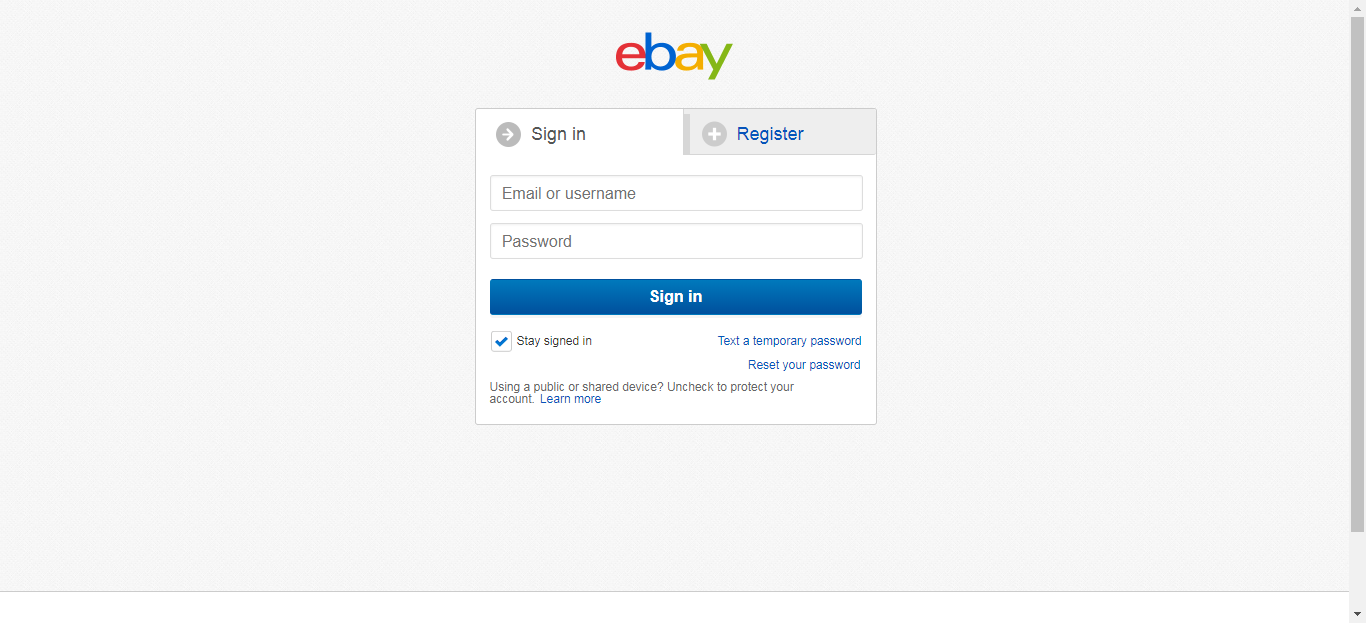 ebay
Sign in
Register
Email or username
Password
Sign in
Stay signed in
Text a temporary password
Reset your password
Using a public or shared device? Uncheck to protect your
account. Learn more